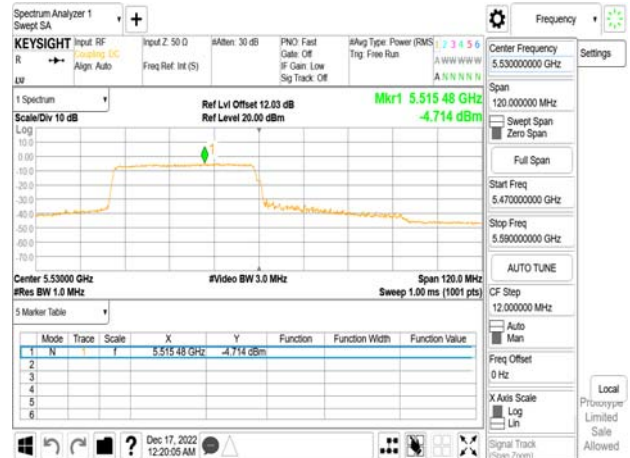 Spectrum Analyzer 1
Swept SA
Frequency
KEYSIGHT
Input: RF
Coupling: DC
Align: Auto
Input Z: 50 Ω
Freq Ref: Int (S)
#Atten: 30 dB
PNO: Fast
Gate: Off
IF Gain: Low
Sig Track: Off
#Avg Type: Power (RMS
Trig: Free Run
1 2 3 4 5 6
A W W W W W
A N N N N N
R
LXI
Center Frequency
5.530000000 GHz
Settings
Span
120.000000 MHz
Swept Span
Zero Span
Full Span
Start Freq
5.470000000 GHz
Stop Freq
5.590000000 GHz
AUTO TUNE
CF Step
12.000000 MHz
Auto
Man
Freq Offset
0 Hz
X Axis Scale
Log
Lin
Signal Track
(Span Zoom)
Local
Prototype
Limited
Sale
Allowed
1 Spectrum
Scale/Div 10 dB
Ref Lvl Offset 12.03 dB
Ref Level 20.00 dBm
Mkr1 5.515 48 GHz
-4.714 dBm
Log
10.0
0.00
-10.0
-20.0
-30.0
-40.0
-50.0
-60.0
-70.0
1
Center 5.53000 GHz
#Res BW 1.0 MHz
#Video BW 3.0 MHz
Span 120.0 MHz
Sweep 1.00 ms (1001 pts)
5 Marker Table
Mode Trace Scale X Y Function Function Width Function Value
1 N 1 f 5.515 48 GHz -4.714 dBm
2
3
4
5
6
?
Dec 17, 2022
12:20:05 AM